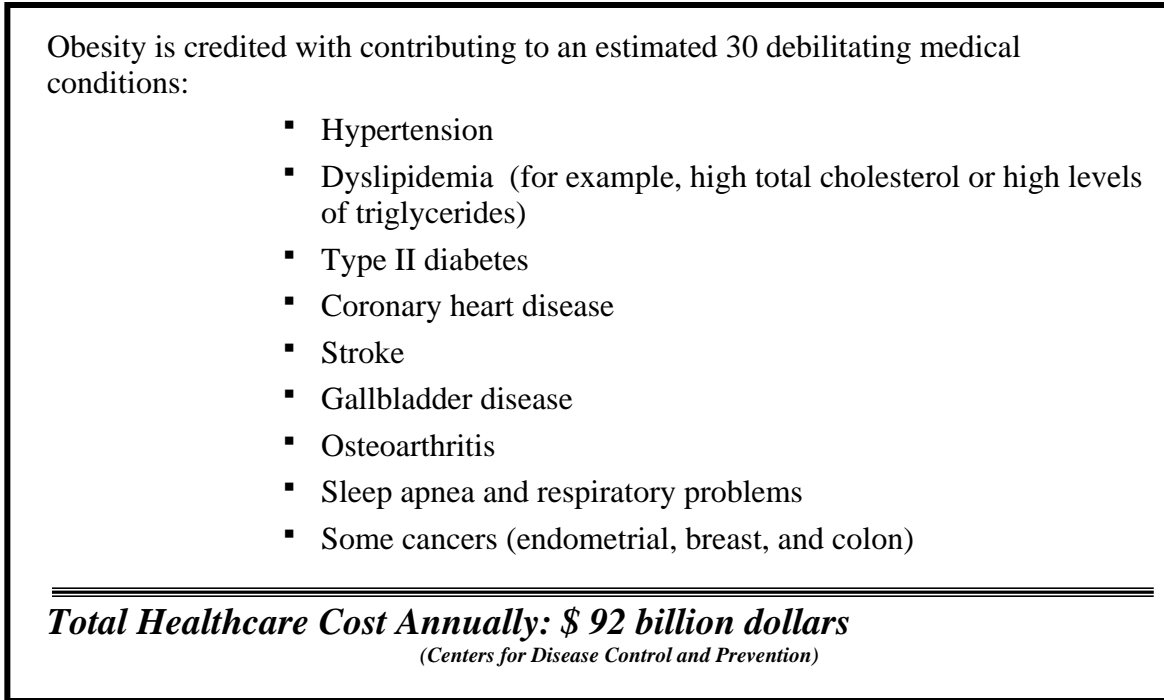 Obesity is credited with contributing to an estimated 30 debilitating medical
conditions:
▪ Hypertension
▪ Dyslipidemia  (for example, high total cholesterol or high levels
of triglycerides)
▪ Type II diabetes
▪ Coronary heart disease
▪ Stroke
▪ Gallbladder disease
▪ Osteoarthritis
▪ Sleep apnea and respiratory problems
▪ Some cancers (endometrial, breast, and colon)
Total Healthcare Cost Annually: $ 92 billion dollars
(Centers for Disease Control and Prevention)